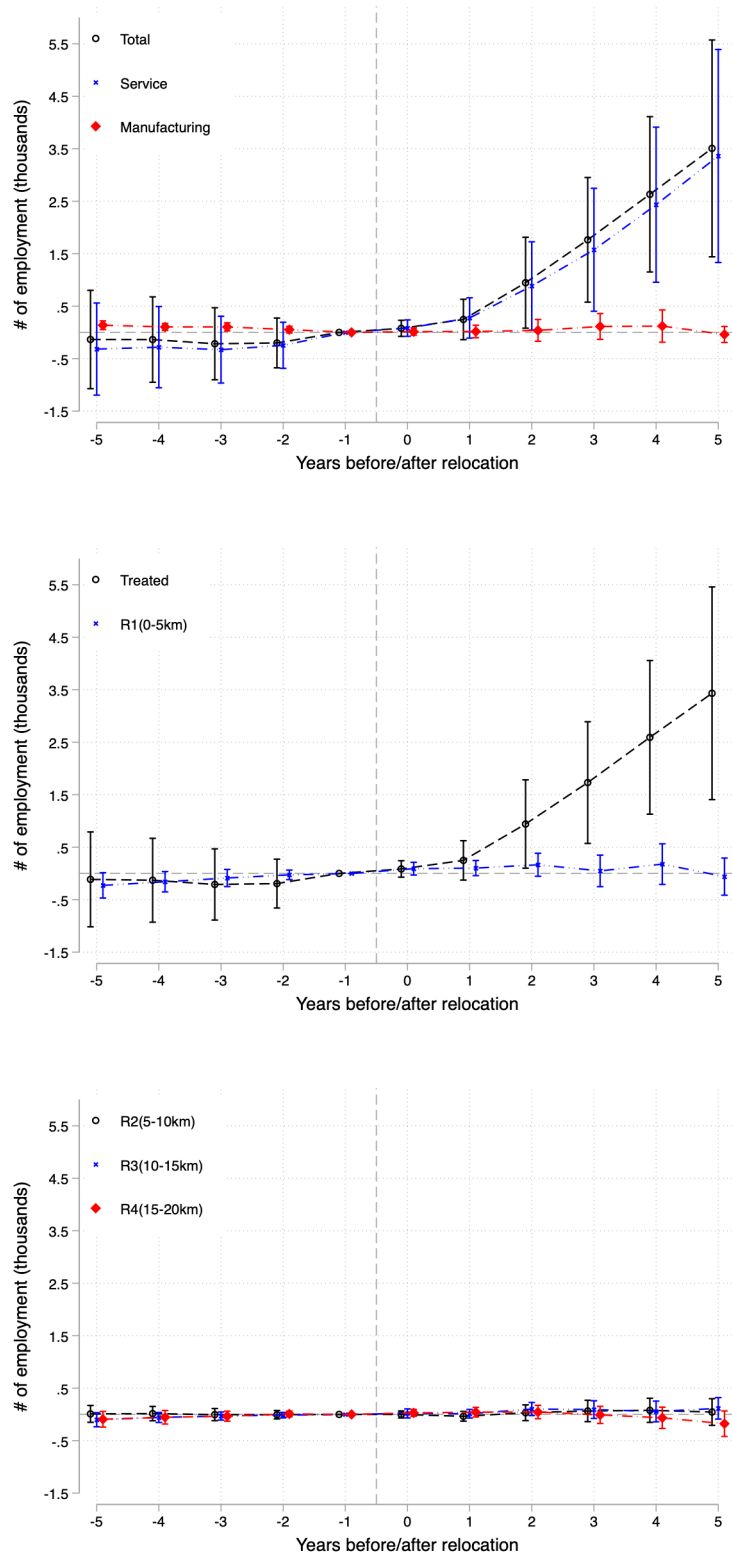 Total
Service
Manufacturing
# of employment (thousands)
5.5
4.5
3.5
2.5
1.5
.5
-.5
-1.5
-5 -4 -3 -2 -1 0 1 2 3 4 5
Years before/after relocation
Treated
R1(0-5km)
# of employment (thousands)
5.5
4.5
3.5
2.5
1.5
.5
-.5
-1.5
-5 -4 -3 -2 -1 0 1 2 3 4 5
Years before/after relocation
R2(5-10km)
R3(10-15km)
R4(15-20km)
# of employment (thousands)
5.5
4.5
3.5
2.5
1.5
.5
-.5
-1.5
-5 -4 -3 -2 -1 0 1 2 3 4 5
Years before/after relocation